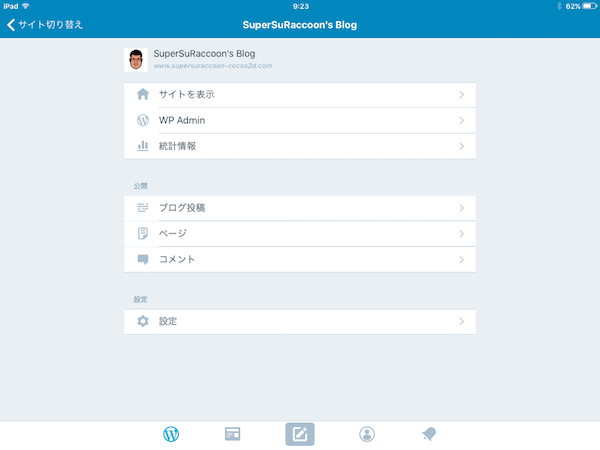 iPad 9:23 62%
サイト切り替え SuperSuRaccoon's Blog
SuperSuRaccoon's Blog
www.supersuraccoon-cocos2d.com
サイトを表示
WP Admin
統計情報
公開
ブログ投稿
ページ
コメント
設定
設定